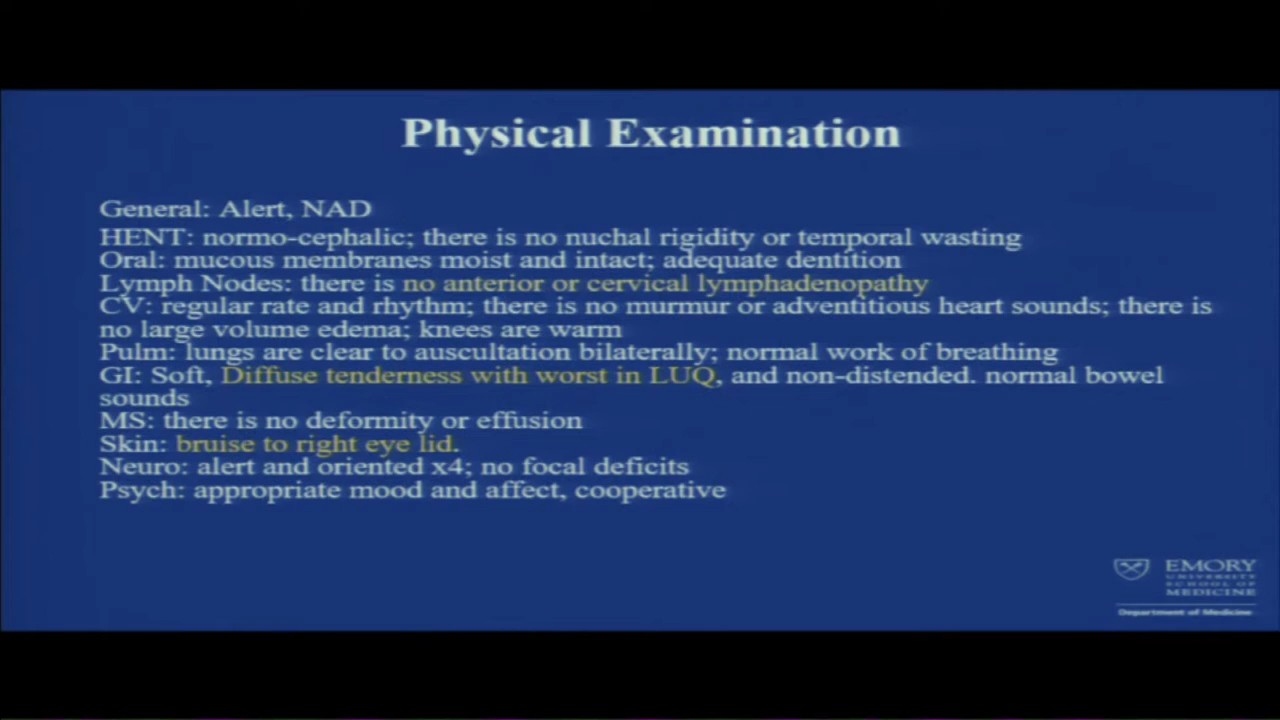 Physical Examination
General: Alert, NAD
HENT: normo-cephalic; there is no nuchal rigidity or temporal wasting
Oral: mucous membranes moist and intact; adequate dentition
Lymph Nodes: there is no anterior or cervical lymphadenopathy
CV: regular rate and rhythm; there is no murmur or adventitious heart sounds; there is
no large volume edema; knees are warm
Pulm: lungs are clear to auscultation bilaterally; normal work of breathing
GI: Soft, Diffuse tenderness with worst in LUQ, and non-distended. normal bowel
sounds
MS: there is no deformity or effusion
Skin: bruise to right eye lid.
Neuro: alert and oriented x4; no focal deficits
Psych: appropriate mood and affect, cooperative
EMORY
UNIVERSITY
SCHOOL OF
MEDICINE
Department of Medicine